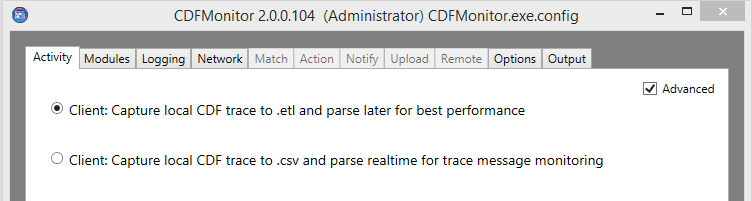 CDFMonitor 2.0.0.104 (Administrator) CDFMonitor.exe.config
Activity Modules Logging Network Match Action Notify Upload Remote Options Output
Advanced
Client: Capture local CDF trace to .etl and parse later for best performance
Client: Capture local CDF trace to .csv and parse realtime for trace message monitoring